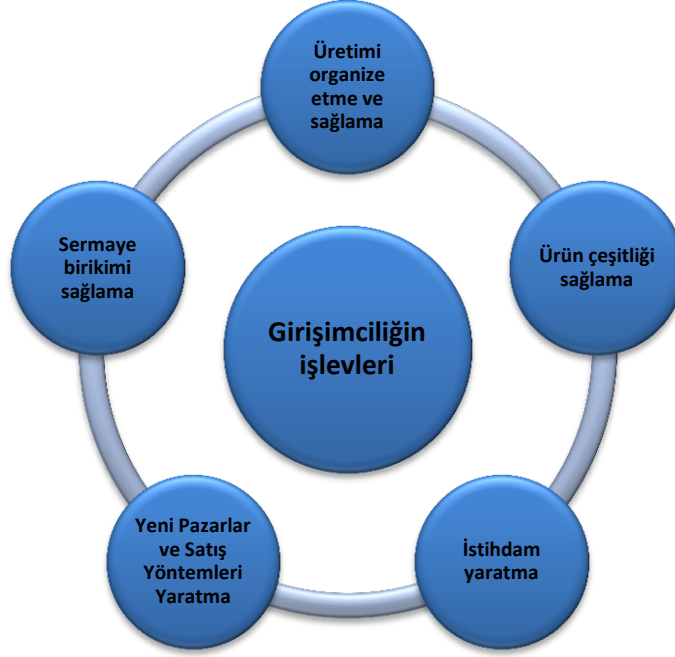 Üretimi
organize
etme ve
sağlama
Ürün çeşitliği
sağlama
İstihdam
yaratma
Yeni Pazarlar
ve Satış
Yöntemleri
Yaratma
Sermaye
birikimi
sağlama
Girişimciliğin
işlevleri